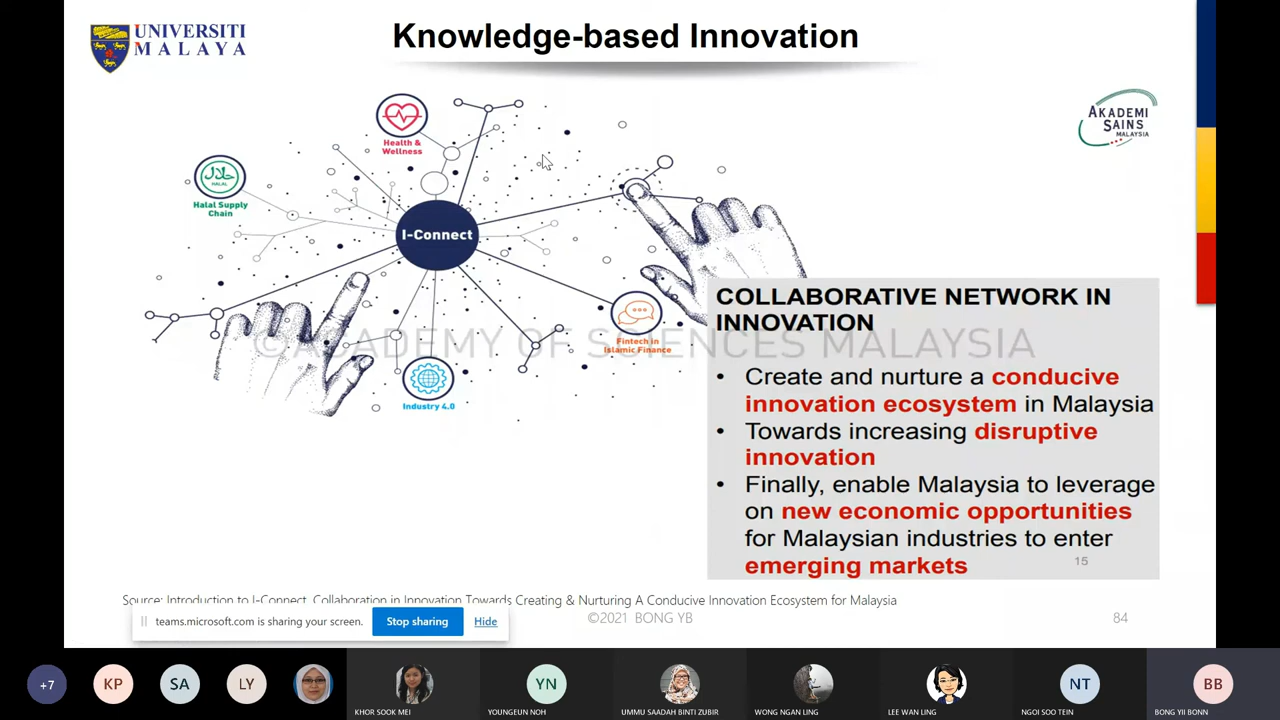 UNIVERSITI
MALAYA
Knowledge-based Innovation
AKADEMI
SAINS
MALAYSIA
Health &
Wellness
حلال
HALAL
Halal Supply
Chain
I-Connect
Fintech in
Islamic Finance
Industry 4.0
©ACADEMY OF SCIENCES MALAYSIA
COLLABORATIVE NETWORK IN
INNOVATION
• Create and nurture a conducive
innovation ecosystem in Malaysia
• Towards increasing disruptive
innovation
• Finally, enable Malaysia to leverage
on new economic opportunities
for Malaysian industries to enter
emerging markets
15
Source: Introduction to I-Connect, Collaboration in Innovation Towards Creating & Nurturing A Conducive Innovation Ecosystem for Malaysia
teams.microsoft.com is sharing your screen.
Stop sharing
Hide
©2021 BONG YB
84
+7
KP
SA
LY
KHOR SOOK MEI
YN
YOUNGEUN NOH
UMMU SAADAH BINTI ZUBIR
WONG NGAN LING
LEE WAN LING
NT
NGOI SOO TEIN
BB
BONG YII BONN